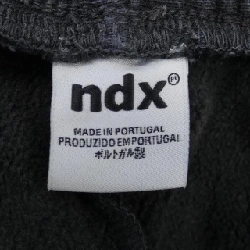 ndx®
MADE IN PORTUGAL
PRODUZIDO EM PORTUGAL
ポルトガル製